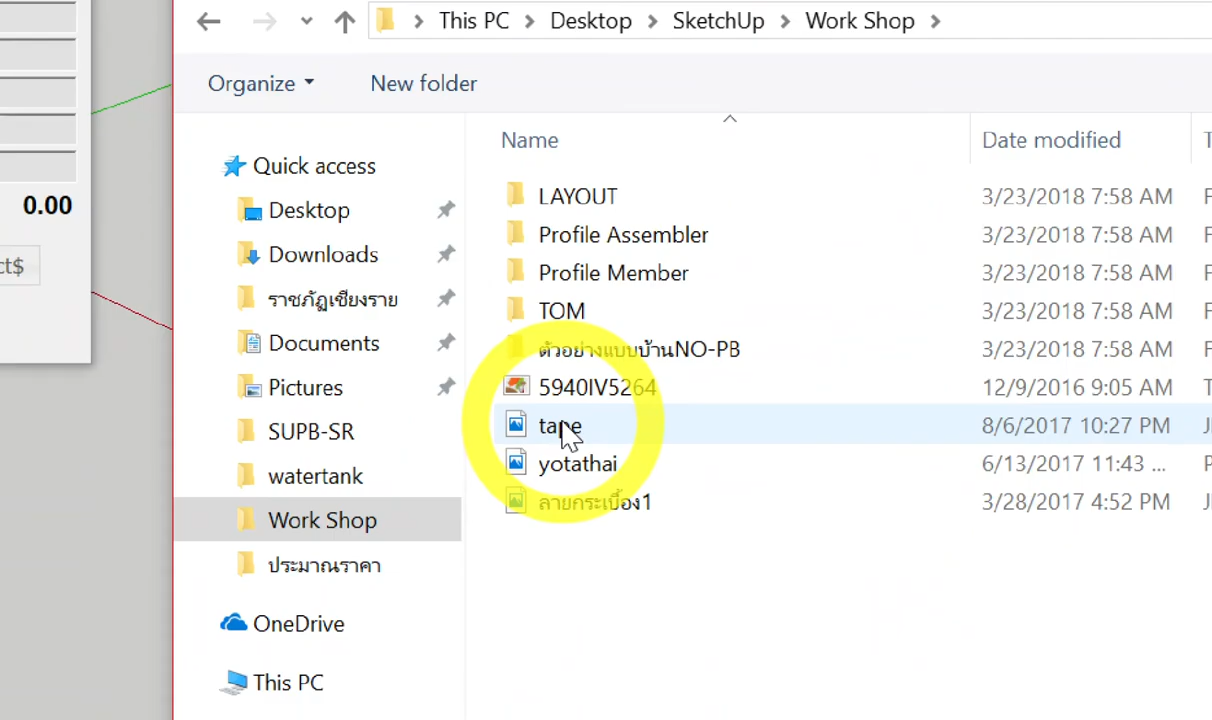 This PC > Desktop > SketchUp > Work Shop >
Organize New folder
Name Date modified T
Quick access
Desktop
Downloads
ราชภัฏเชียงราย
Documents
Pictures
SUPB-SR
watertank
Work Shop
ประมาณราคา
OneDrive
This PC
LAYOUT 3/23/2018 7:58 AM F
Profile Assembler 3/23/2018 7:58 AM F
Profile Member 3/23/2018 7:58 AM F
TOM 3/23/2018 7:58 AM F
ตัวอย่างแบบบ้านNO-PB 3/23/2018 7:58 AM F
5940IV5264 12/9/2016 9:05 AM T
tape 8/6/2017 10:27 PM
yotathai 6/13/2017 11:43 ... P
ลายกระเบื้อง1 3/28/2017 4:52 PM
0.00
ct$